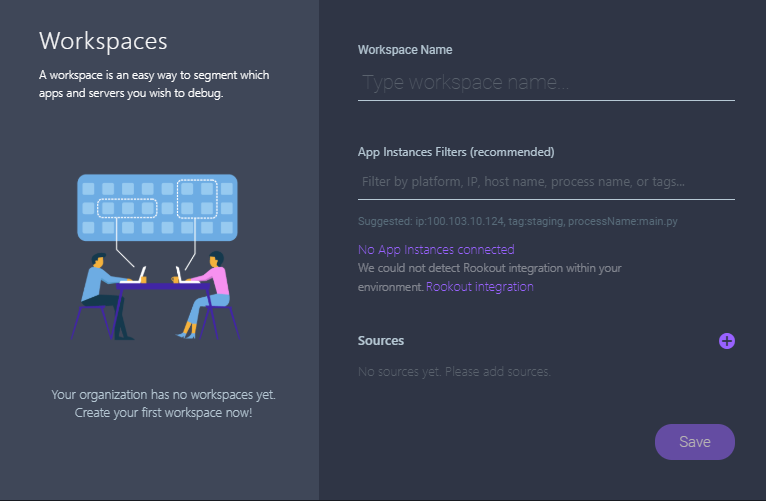 Workspaces
A workspace is an easy way to segment which
apps and servers you wish to debug.
Your organization has no workspaces yet.
Create your first workspace now!
Workspace Name
Type workspace name...
App Instances Filters (recommended)
Filter by platform, IP, host name, process name, or tags...
Suggested: ip:100.103.10.124, tag:staging, processName:main.py
No App Instances connected
We could not detect Rookout integration within your
environment. Rookout integration
Sources
No sources yet. Please add sources.
Save